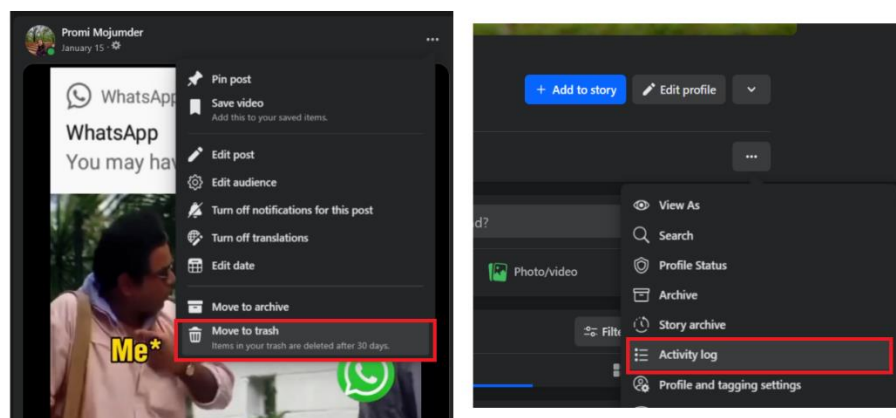 Promi Mojumder
January 15 ·
WhatsApp
WhatsApp
You may hav
Pin post
Save video
Add this to your saved items.
Edit post
Edit audience
Turn off notifications for this post
Turn off translations
Edit date
Move to archive
Move to trash
Items in your trash are deleted after 30 days.
Me*
+ Add to story
Edit profile
d?
Photo/video
Filte
View As
Search
Profile Status
Archive
Story archive
Activity log
Profile and tagging settings